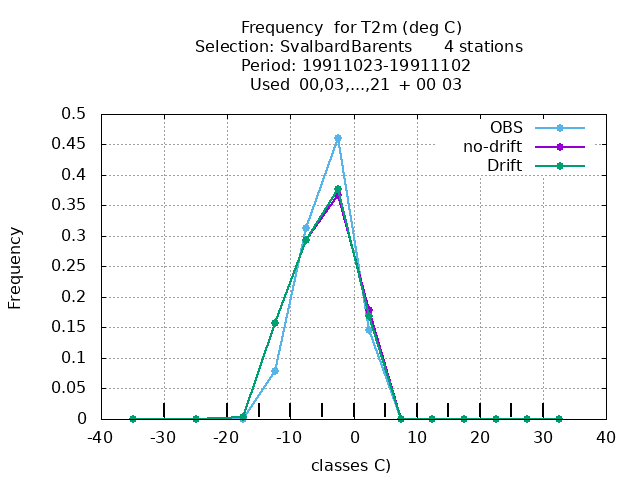 Frequency for T2m (deg C)
Selection: SvalbardBarents 4 stations
Period: 19911023-19911102
Used 00,03,...,21 + 00 03
OBS
no-drift
Drift
Frequency
0.5
0.45
0.4
0.35
0.3
0.25
0.2
0.15
0.1
0.05
0
-40 -30 -20 -10 0 10 20 30 40
classes C)